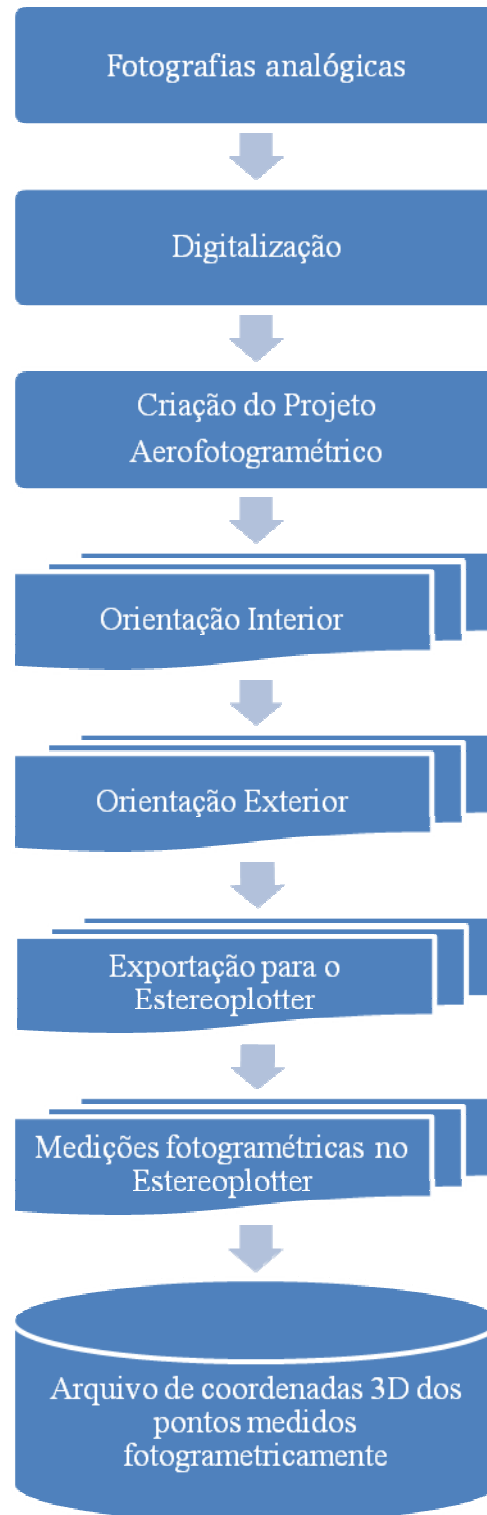 Fotografias analógicas
Digitalização
Criação do Projeto
Aerofotogramétrico
Orientação Interior
Orientação Exterior
Exportação para o
Estereoplotter
Medições fotogramétricas no
Estereoplotter
Arquivo de coordenadas 3D dos
pontos medidos
fotogrametricamente